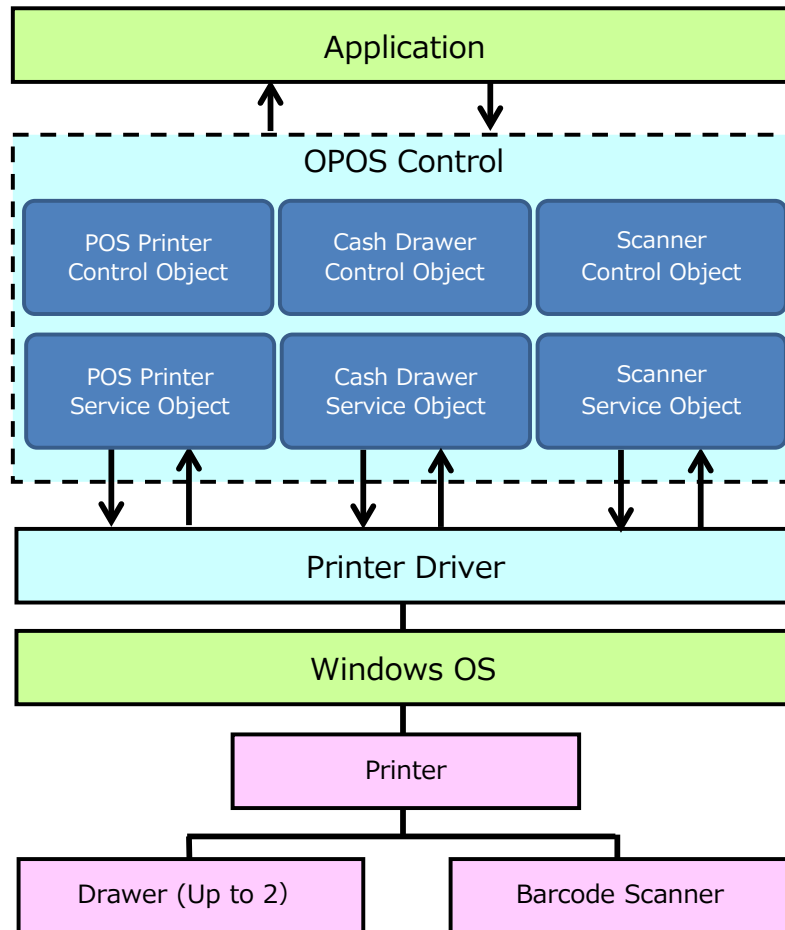 Application
OPOS Control
POS Printer
Control Object
Cash Drawer
Control Object
Scanner
Control Object
POS Printer
Service Object
Cash Drawer
Service Object
Scanner
Service Object
Printer Driver
Windows OS
Printer
Drawer (Up to 2）
Barcode Scanner